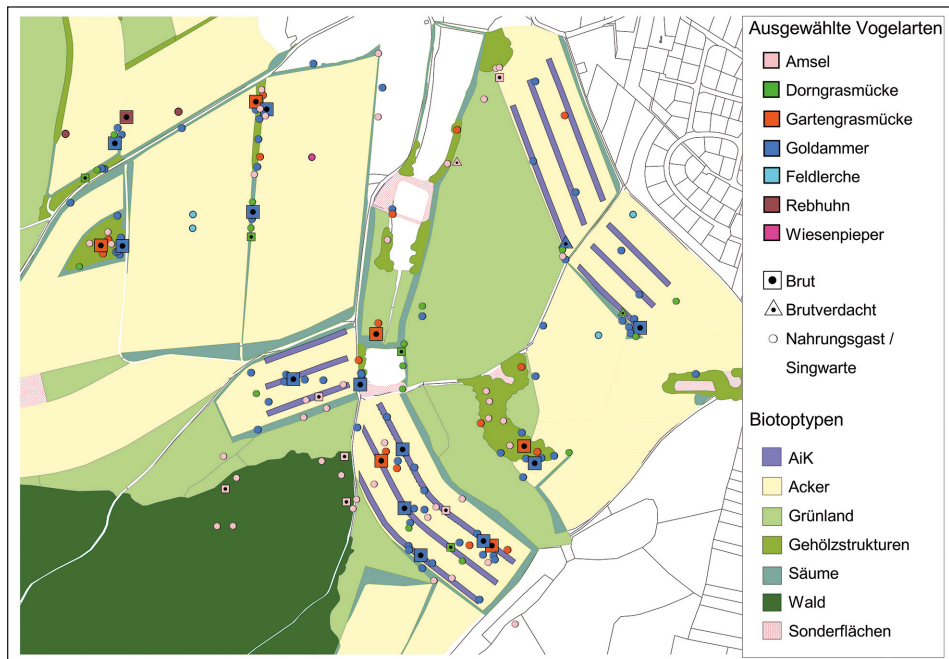 Ausgewählte Vogelarten
Amsel
Dorngrasmücke
Gartengrasmücke
Goldammer
Feldlerche
Rebhuhn
Wiesenpieper
Brut
Brutverdacht
Nahrungsgast /
Singwarte
Biotoptypen
AiK
Acker
Grünland
Gehölzstrukturen
Säume
Wald
Sonderflächen